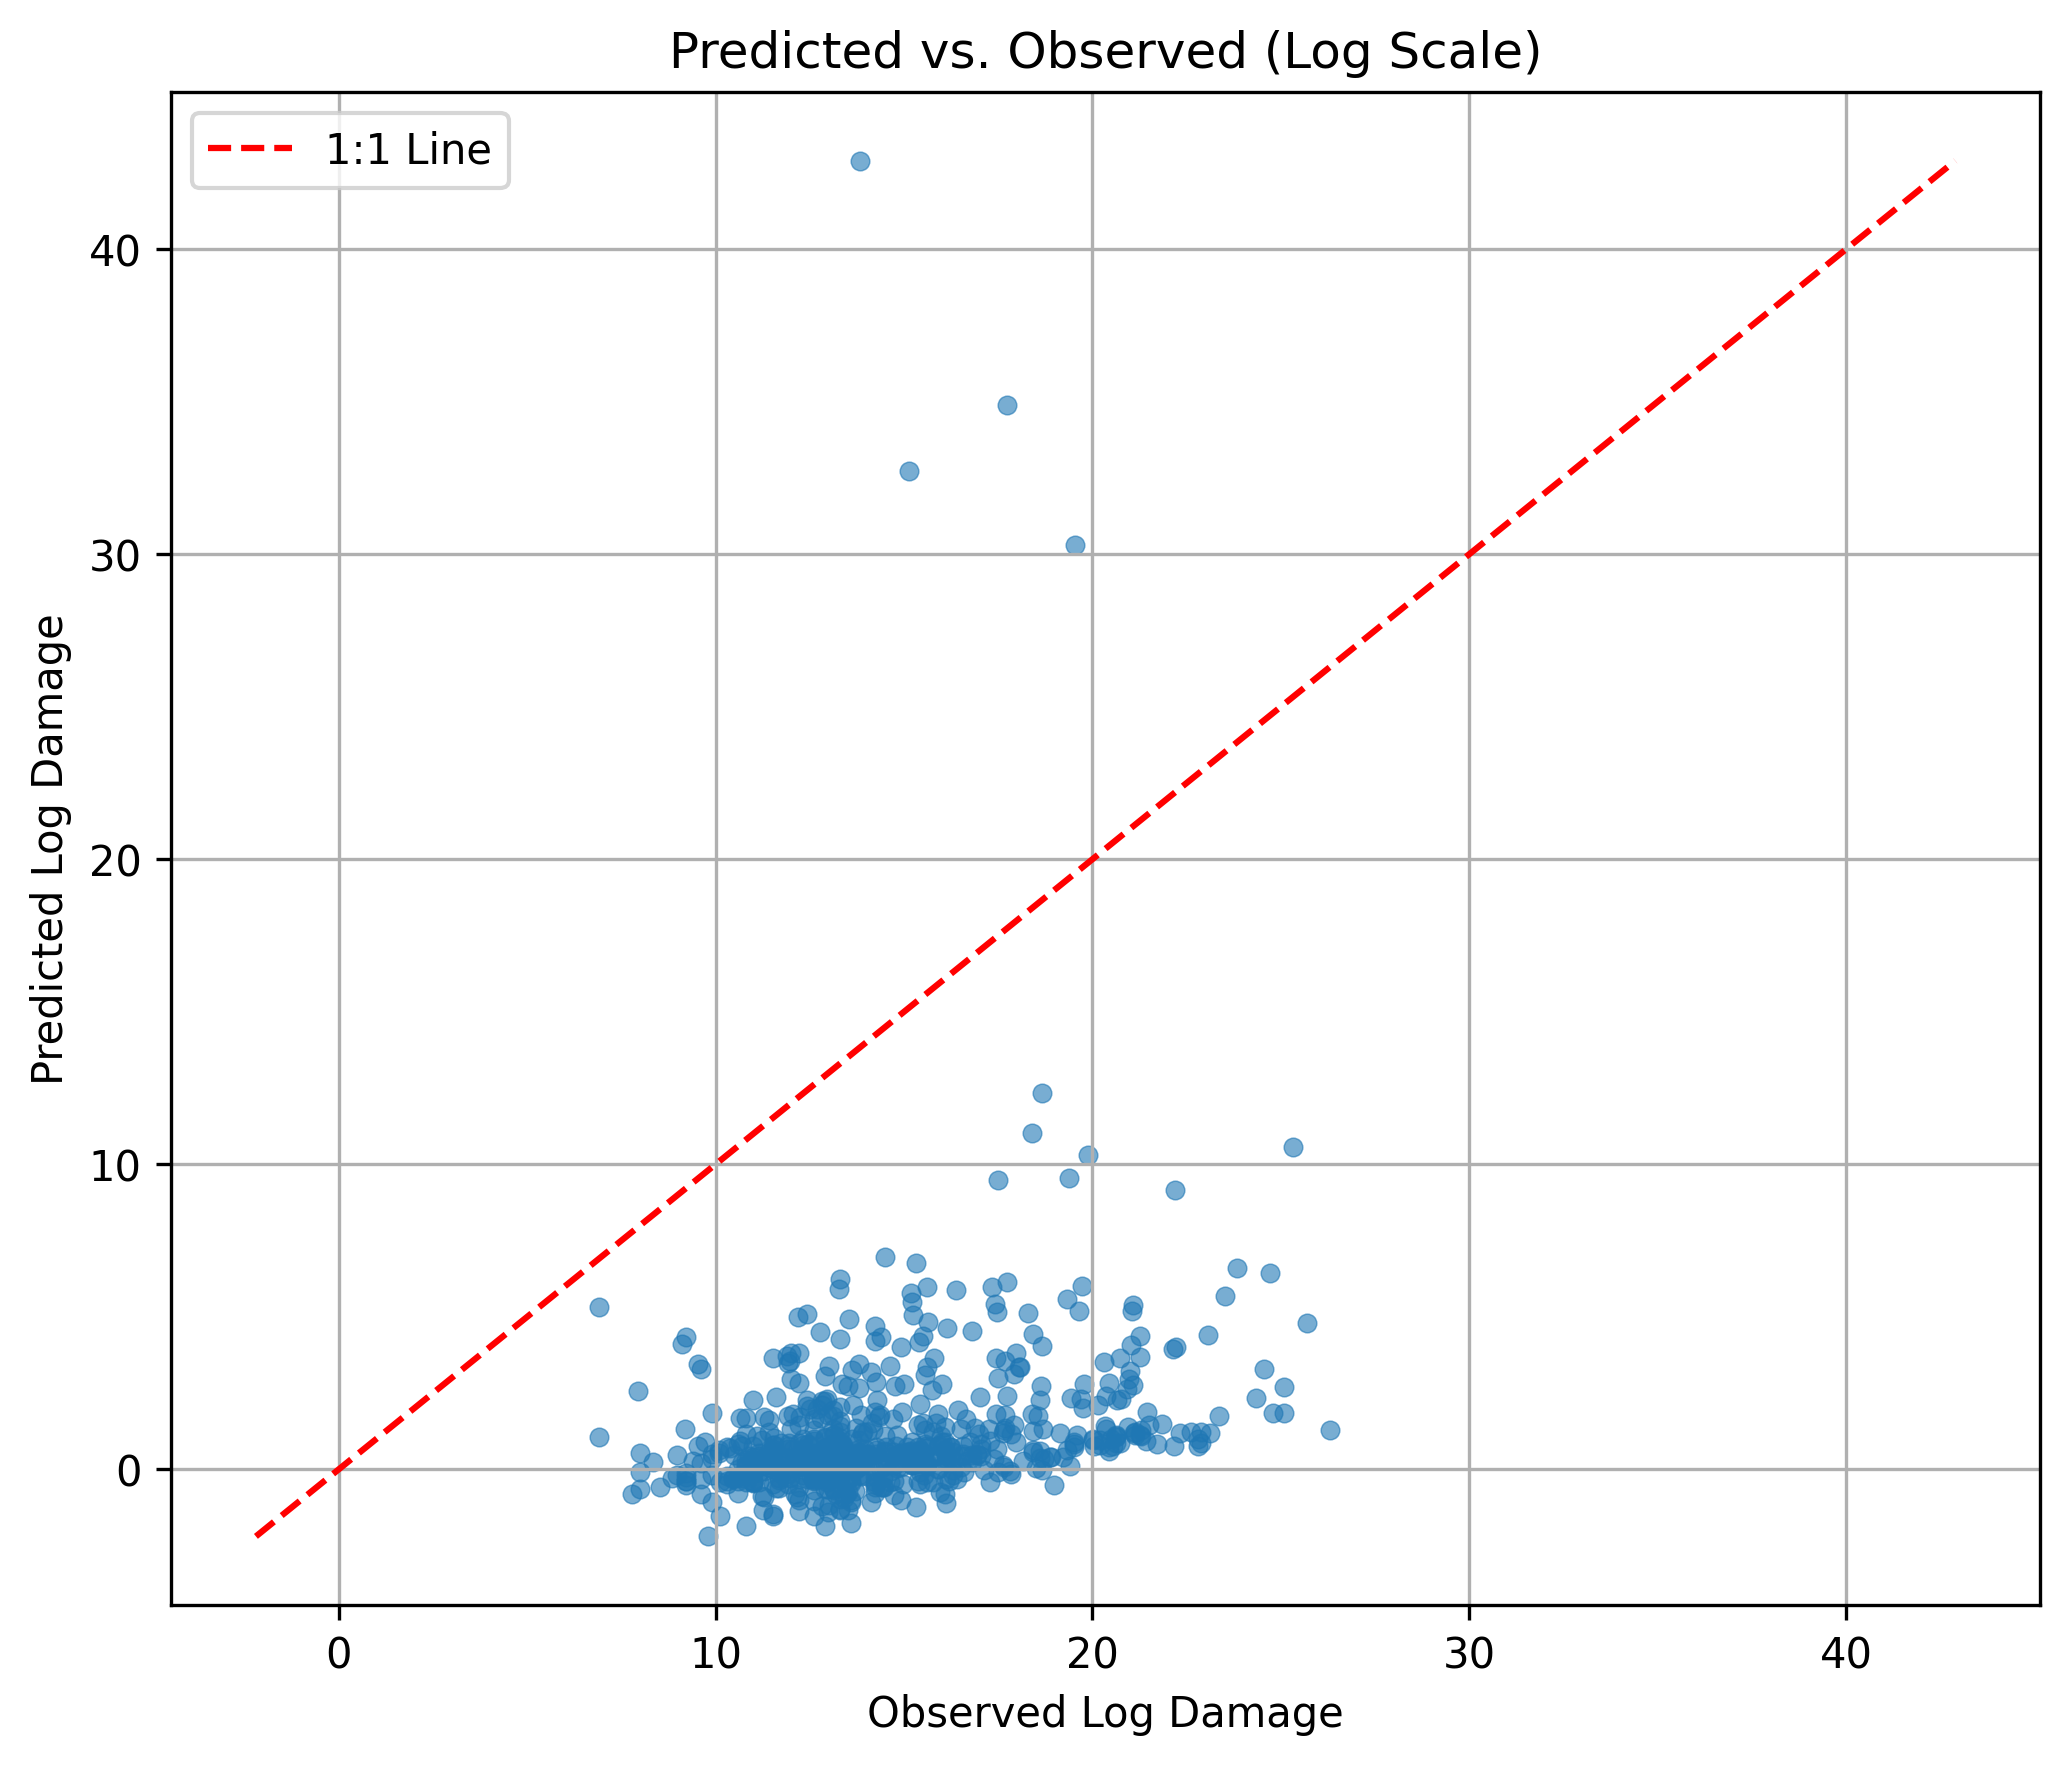 Predicted vs. Observed (Log Scale)
1:1 Line
40
30
20
10
0
Predicted Log Damage
0 10 20 30 40
Observed Log Damage